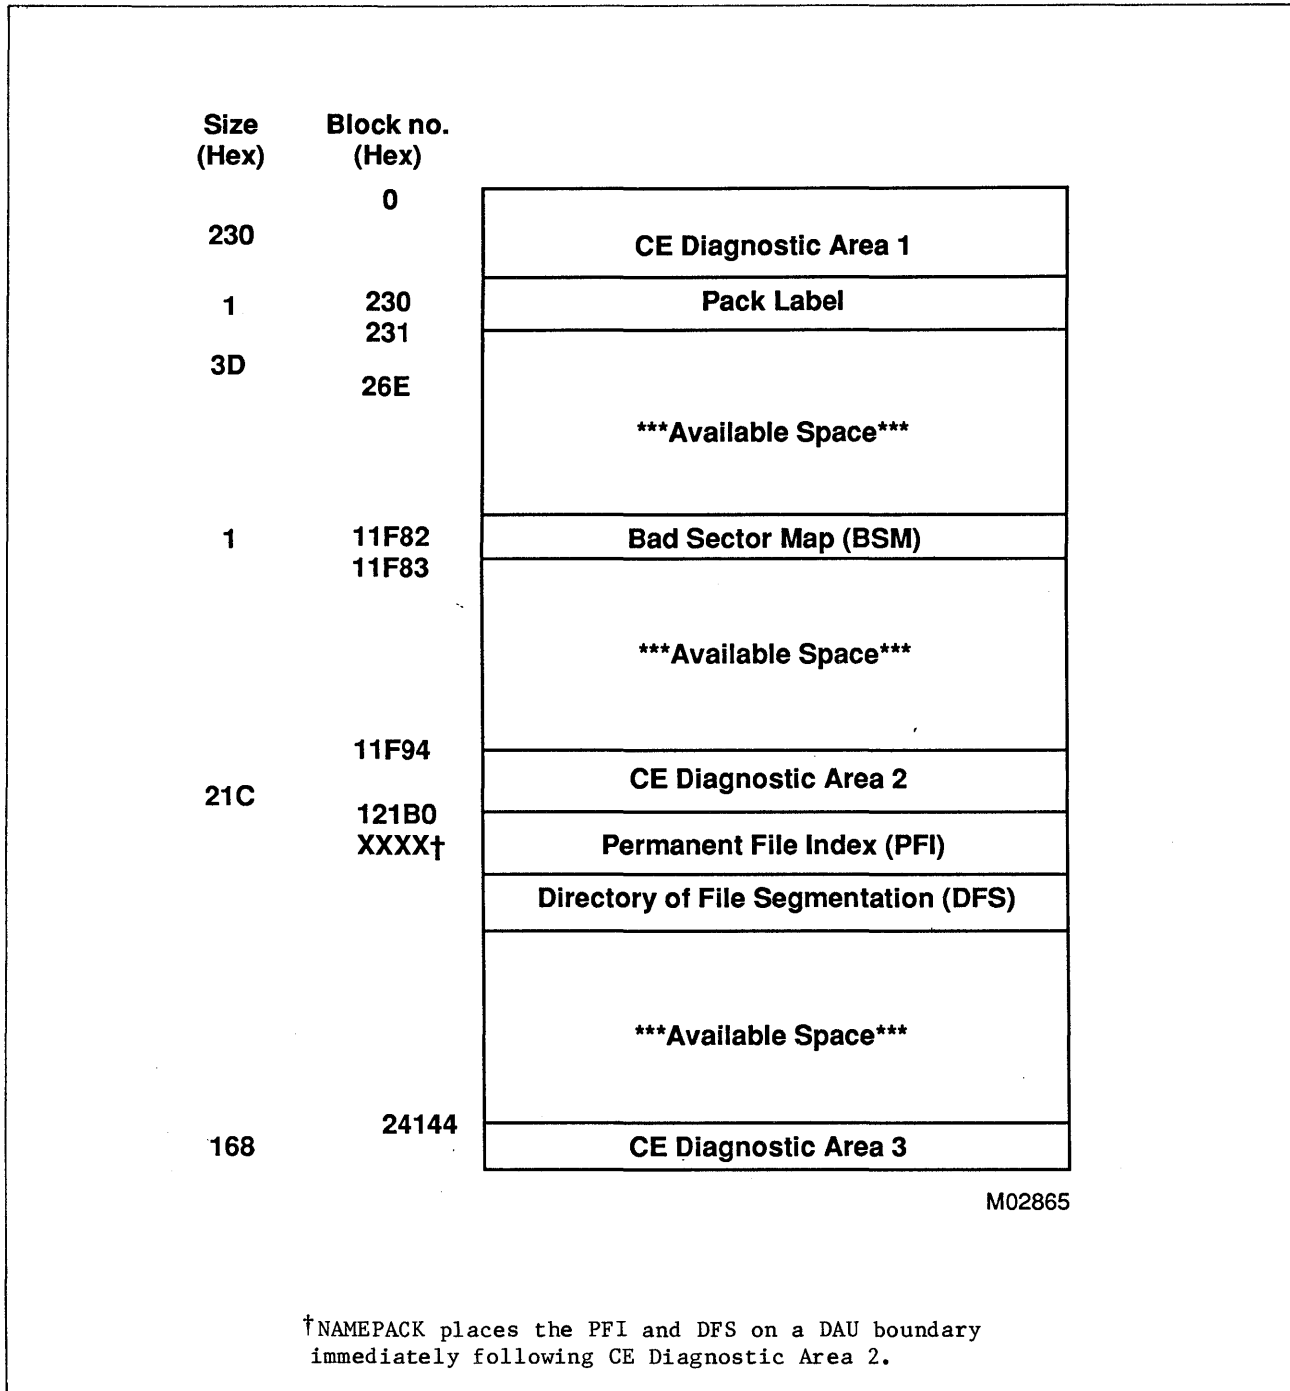 Size Block no.
(Hex) (Hex)
0
230 CE Diagnostic Area 1
1 230 Pack Label
231
3D
26E
***Available Space***
1 11F82 Bad Sector Map (BSM)
11F83
***Available Space***
11F94
CE Diagnostic Area 2
21C
121B0
XXXX† Permanent File Index (PFI)
Directory of File Segmentation (DFS)
***Available Space***
24144
168 CE Diagnostic Area 3
M02865
†NAMEPACK places the PFI and DFS on a DAU boundary
immediately following CE Diagnostic Area 2.